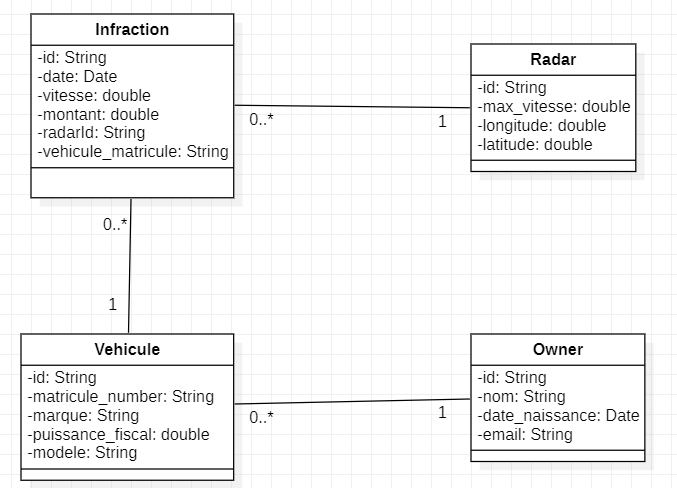 Infraction
-id: String
-date: Date
-vitesse: double
-montant: double
-radarId: String
-vehicule_matricule: String
Radar
-id: String
-max_vitesse: double
-longitude: double
-latitude: double
0..*
1
0..*
1
Vehicule
-id: String
-matricule_number: String
-marque: String
-puissance_fiscal: double
-modele: String
Owner
-id: String
-nom: String
-date_naissance: Date
-email: String
0..*
1